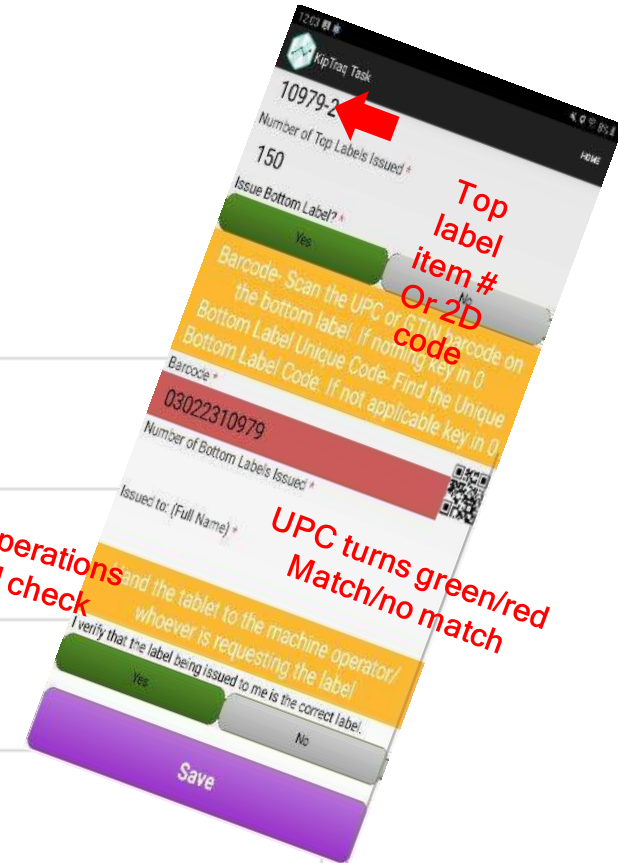 12:03
85%
KipTraq Task
HOME
10979-2
Number of Top Labels Issued *
150
Issue Bottom Label? *
Yes
No
Top
label
item #
Or 2D
code
Barcode- Scan the UPC or GTIN barcode on
the bottom label. If nothing key in 0
Bottom Label Unique Code- Find the Unique
Bottom Label Code. If not applicable key in 0
Barcode *
03022310979
Number of Bottom Labels Issued *
Issued to: (Full Name) *
UPC turns green/red
Match/no match
perations
check
and the tablet to the machine operator/
whoever is requesting the label
I verify that the label being issued to me is the correct label.
Yes
No
Save